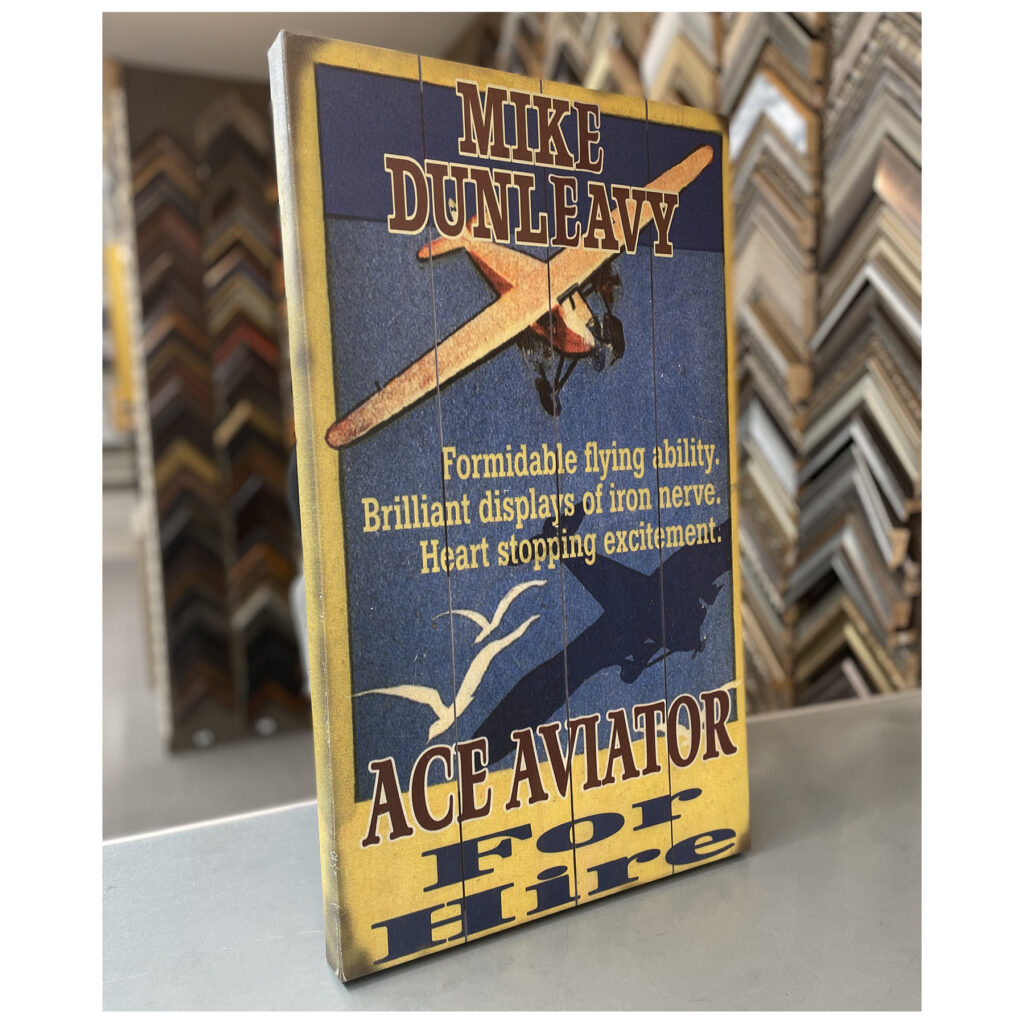 MIKE
DUNLEAVY
Formidable flying ability.
Brilliant displays of iron nerve.
Heart stopping excitement.
ACE AVIATOR
For
Hire